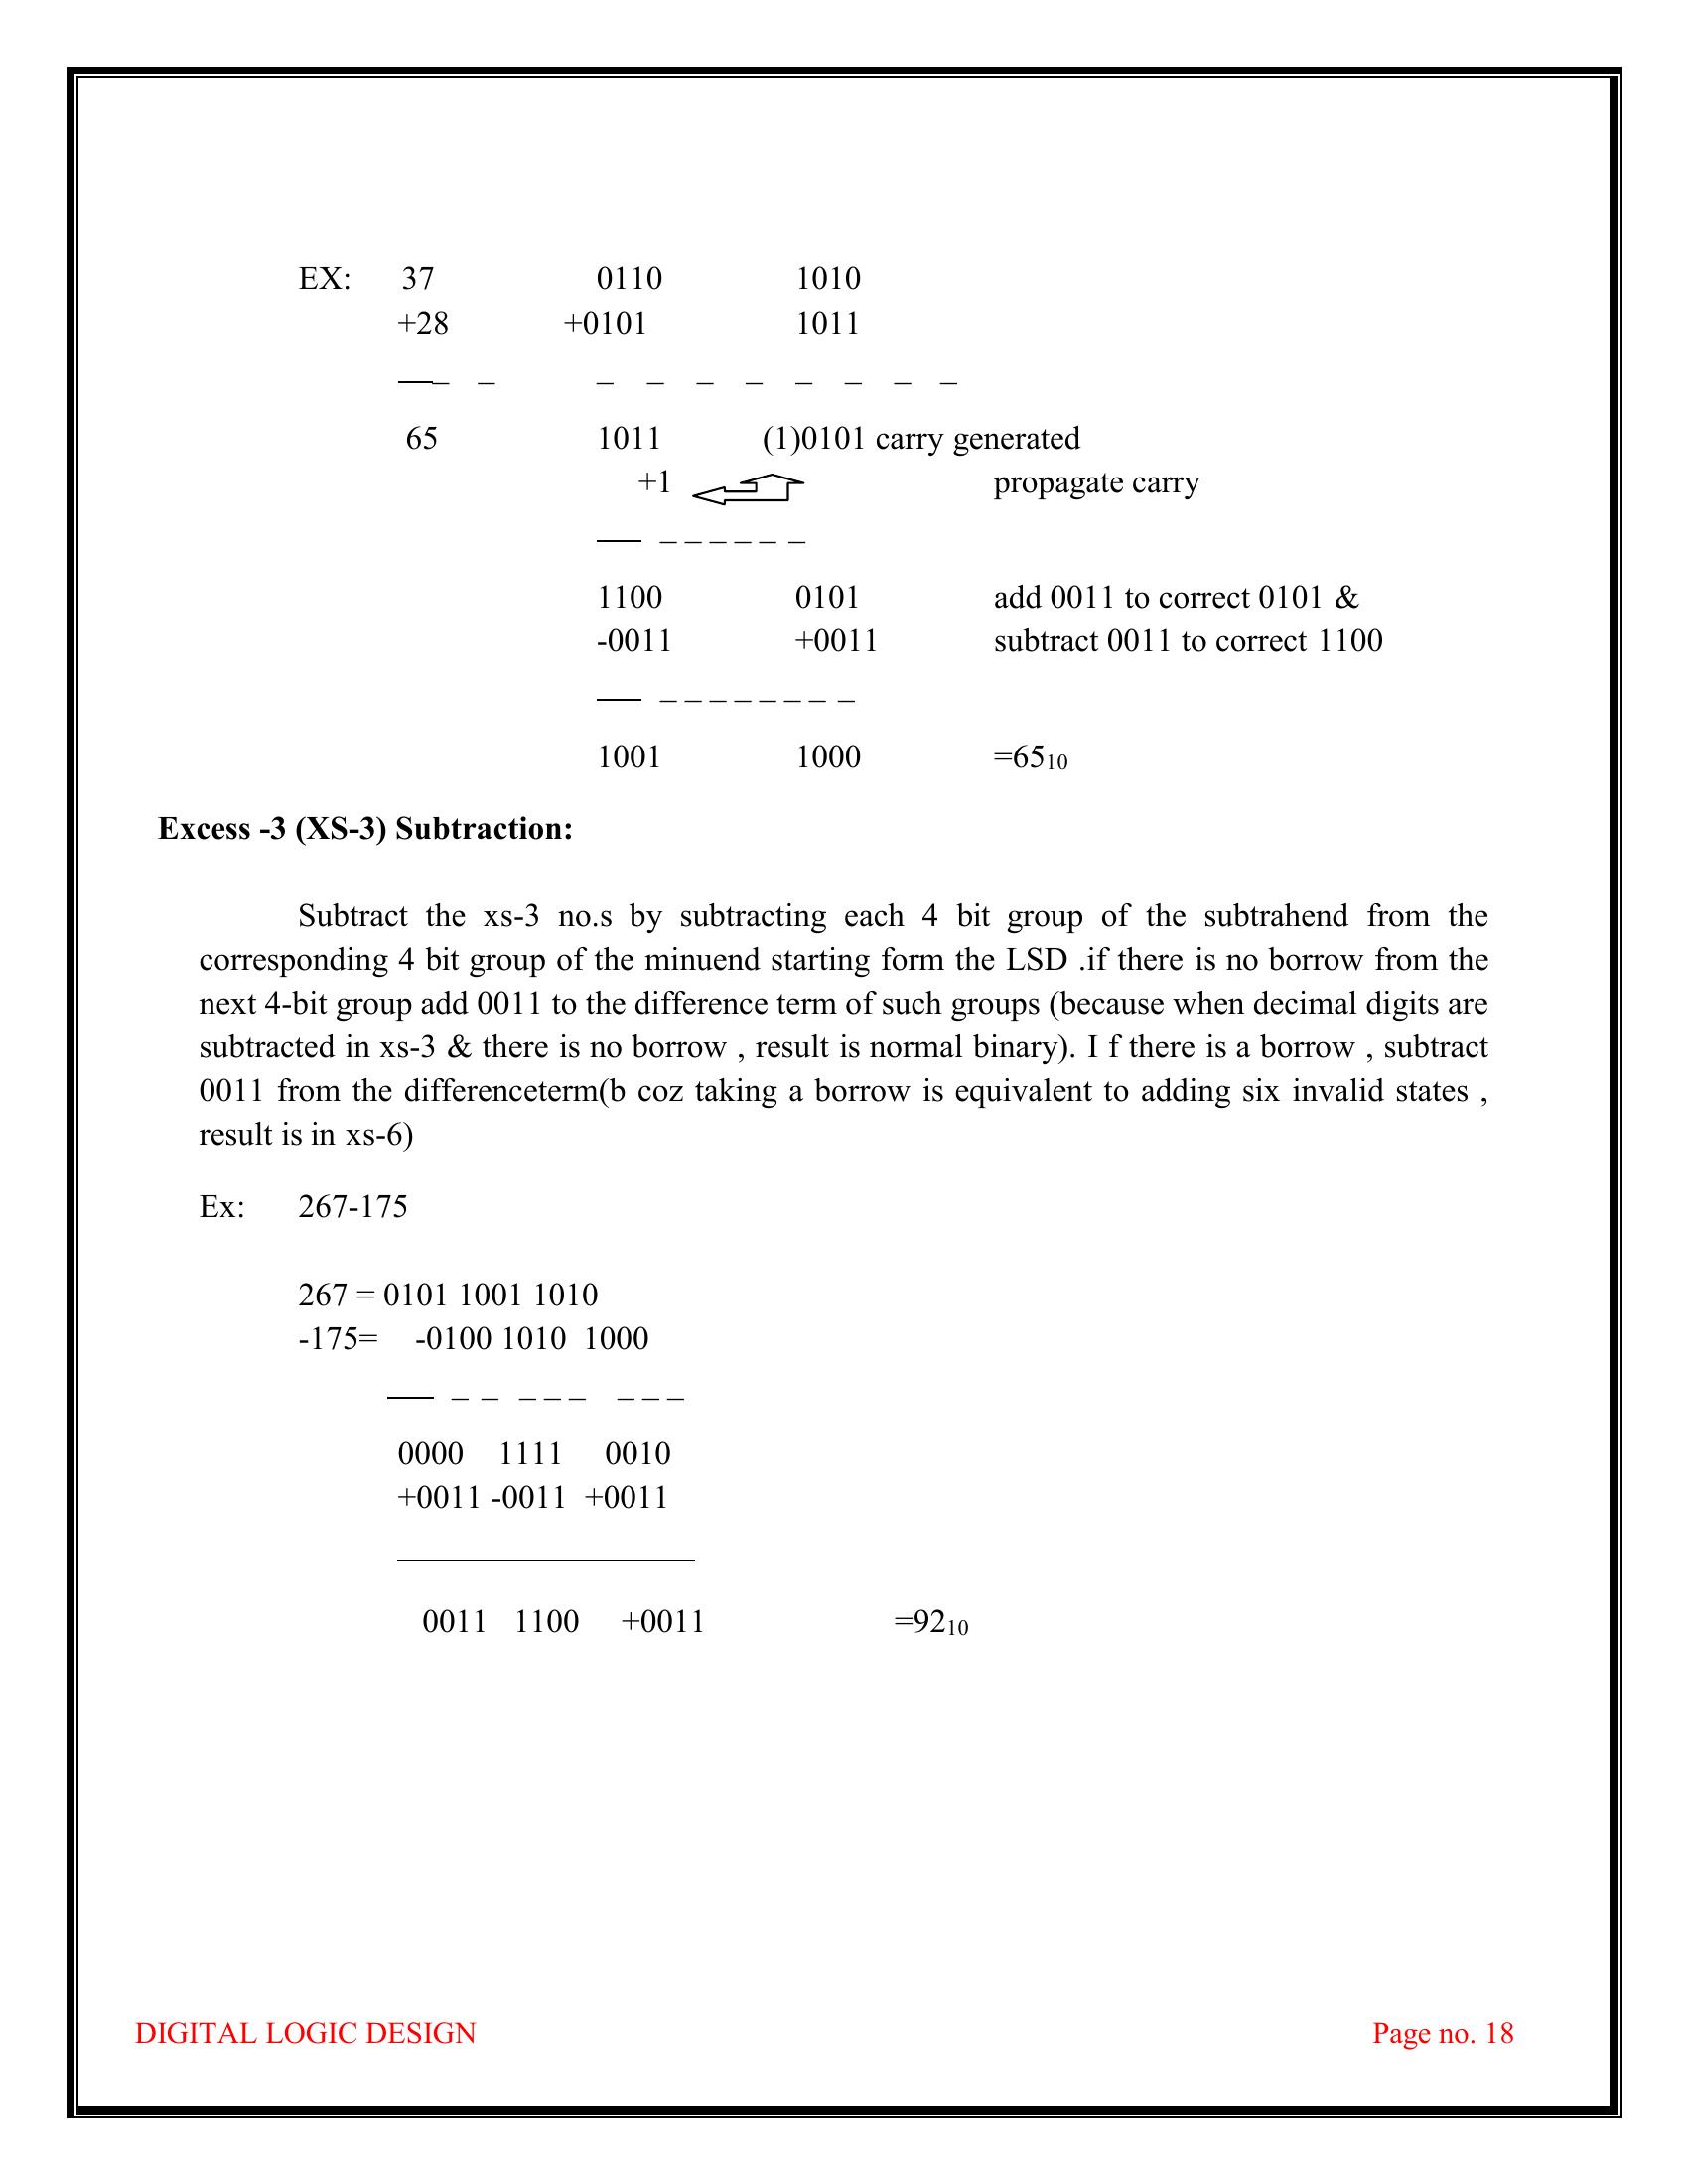 EX: 37 0110 1010
+28 +0101 1011
—– – – – – – – – – –
65 1011 (1)0101 carry generated
+1 propagate carry
— – – – – – –
1100 0101 add 0011 to correct 0101 &
-0011 +0011 subtract 0011 to correct 1100
— – – – – – – – –
1001 1000 =65₁₀
Excess -3 (XS-3) Subtraction:
Subtract the xs-3 no.s by subtracting each 4 bit group of the subtrahend from the
corresponding 4 bit group of the minuend starting form the LSD .if there is no borrow from the
next 4-bit group add 0011 to the difference term of such groups (because when decimal digits are
subtracted in xs-3 & there is no borrow , result is normal binary). I f there is a borrow , subtract
0011 from the differenceterm(b coz taking a borrow is equivalent to adding six invalid states ,
result is in xs-6)
Ex: 267-175
267 = 0101 1001 1010
-175= -0100 1010 1000
— – – – – – – – –
0000 1111 0010
+0011 -0011 +0011
0011 1100 +0011 =92₁₀
DIGITAL LOGIC DESIGN Page no. 18